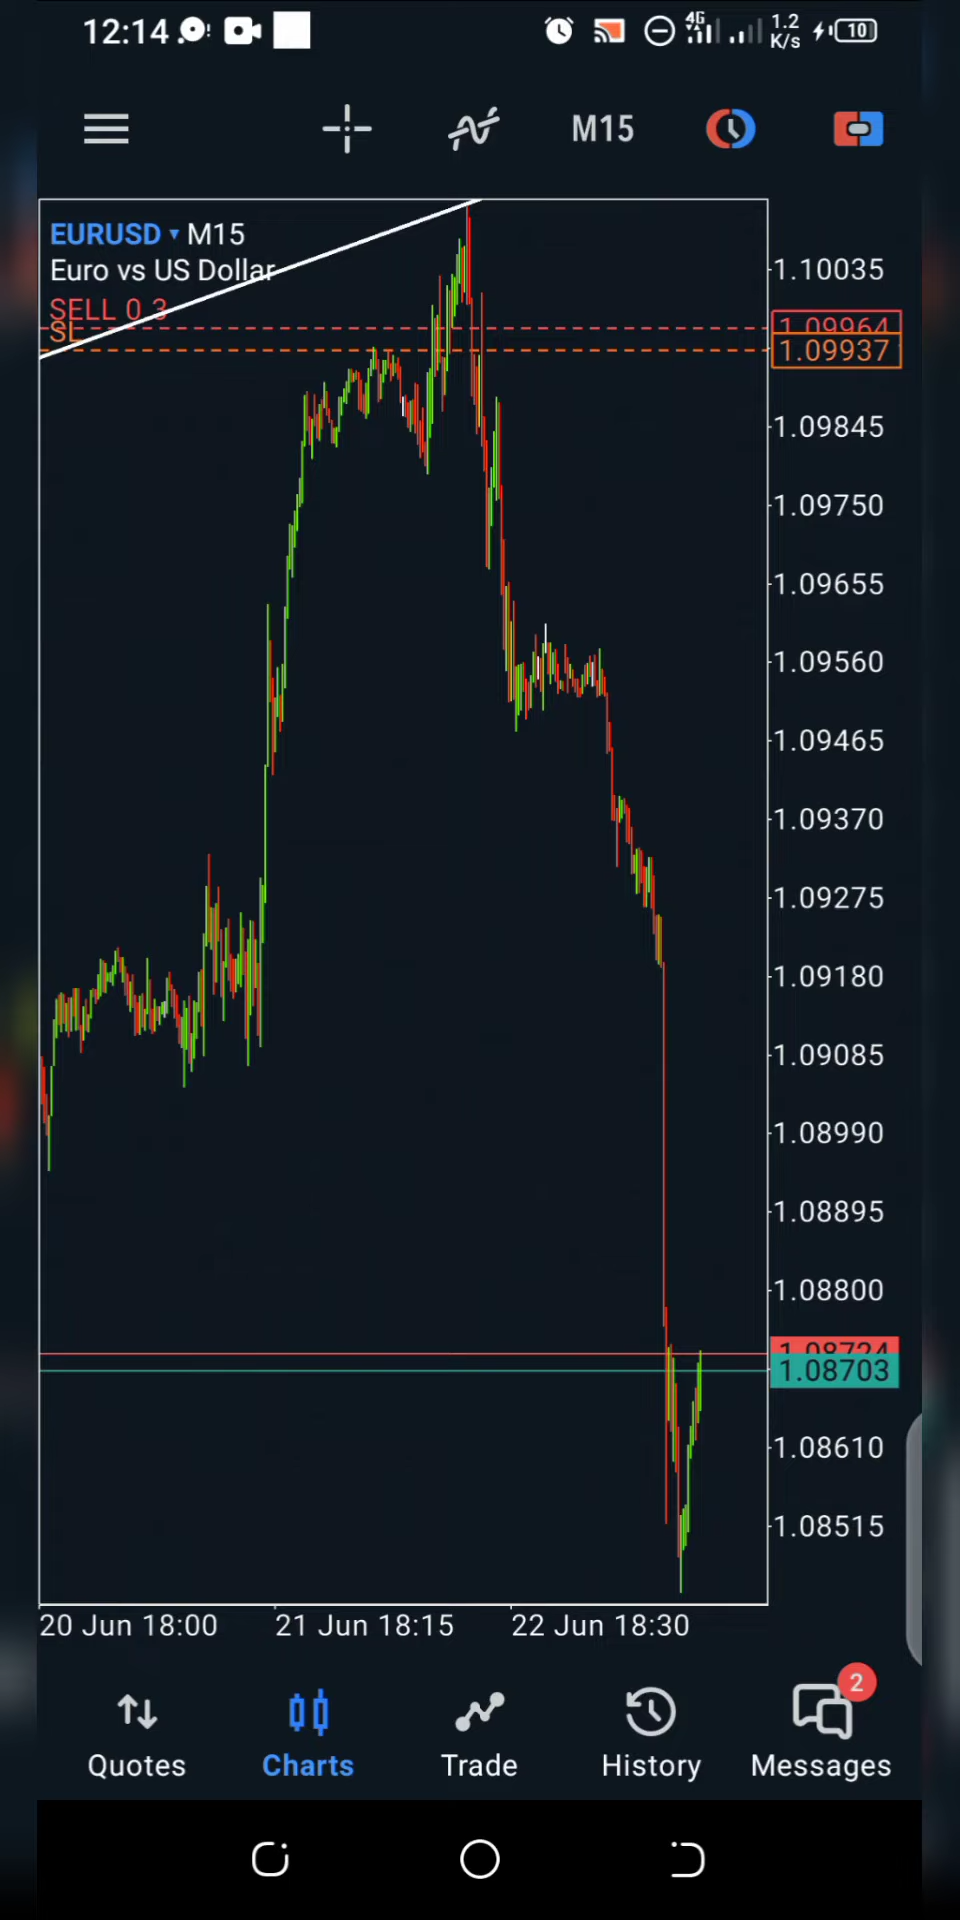 12:14
4G
1.2
K/s
10
M15
EURUSD M15
Euro vs US Dollar
SELL 0.3
SL
1.10035
1.09964
1.09937
1.09845
1.09750
1.09655
1.09560
1.09465
1.09370
1.09275
1.09180
1.09085
1.08990
1.08895
1.08800
1.08724
1.08703
1.08610
1.08515
20 Jun 18:00
21 Jun 18:15
22 Jun 18:30
2
Quotes
Charts
Trade
History
Messages